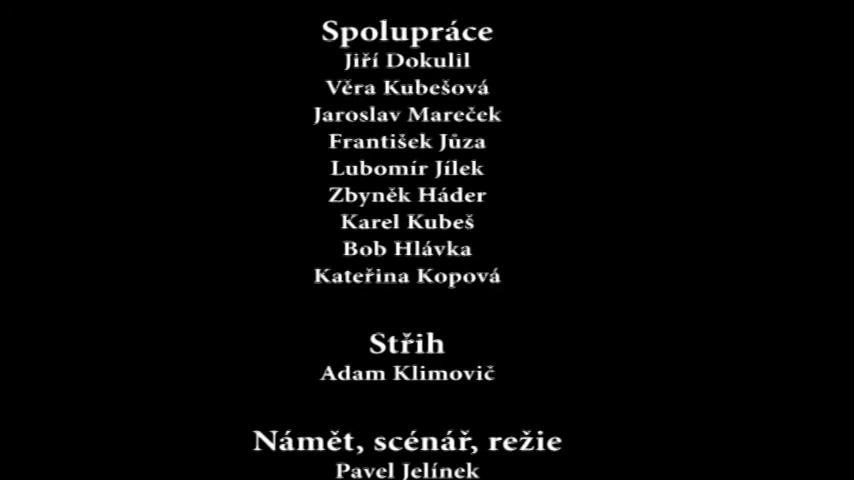 Spolupráce
Jiří Dokulil
Věra Kubešová
Jaroslav Mareček
František Jůza
Lubomír Jílek
Zbyněk Háder
Karel Kubeš
Bob Hlávka
Kateřina Kopová
Střih
Adam Klimovič
Námět, scénář, režie
Pavel Jelínek